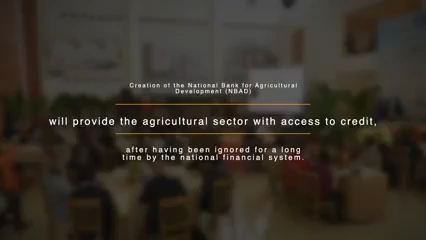 Creation of the National Bank for Agricultural
Development (NBAD)
will provide the agricultural sector with access to credit,
after having been ignored for a long
time by the national financial system.